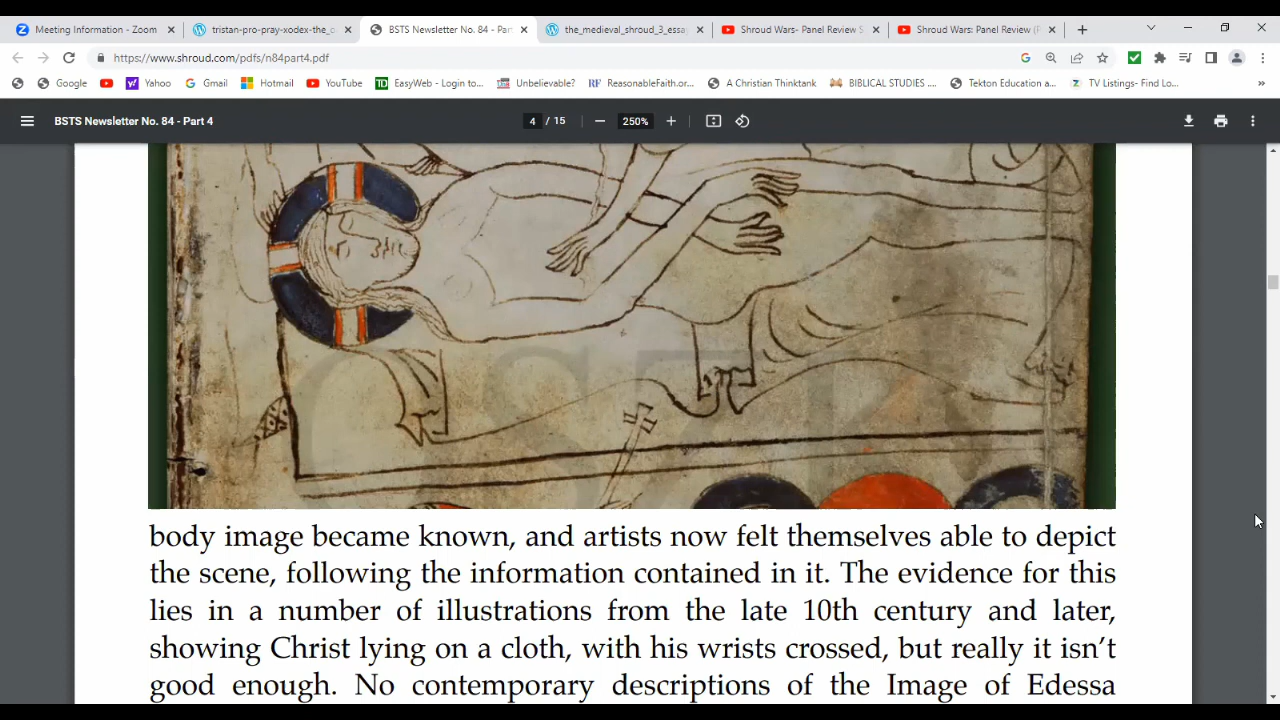 Meeting Information - Zoom
tristan-pro-pray-xodex-the_c
BSTS Newsletter No. 84 - Part
the_medieval_shroud_3_essay
Shroud Wars- Panel Review S
Shroud Wars: Panel Review (P
https://www.shroud.com/pdfs/n84part4.pdf
Google
Yahoo
Gmail
Hotmail
YouTube
TD
EasyWeb - Login to...
Unbelievable?
RF
ReasonableFaith.or...
A Christian Thinktank
BIBLICAL STUDIES ....
Tekton Education a...
TV Listings- Find Lo...
BSTS Newsletter No. 84 - Part 4
4 / 15
250%
body image became known, and artists now felt themselves able to depict
the scene, following the information contained in it. The evidence for this
lies in a number of illustrations from the late 10th century and later,
showing Christ lying on a cloth, with his wrists crossed, but really it isn't
good enough. No contemporary descriptions of the Image of Edessa